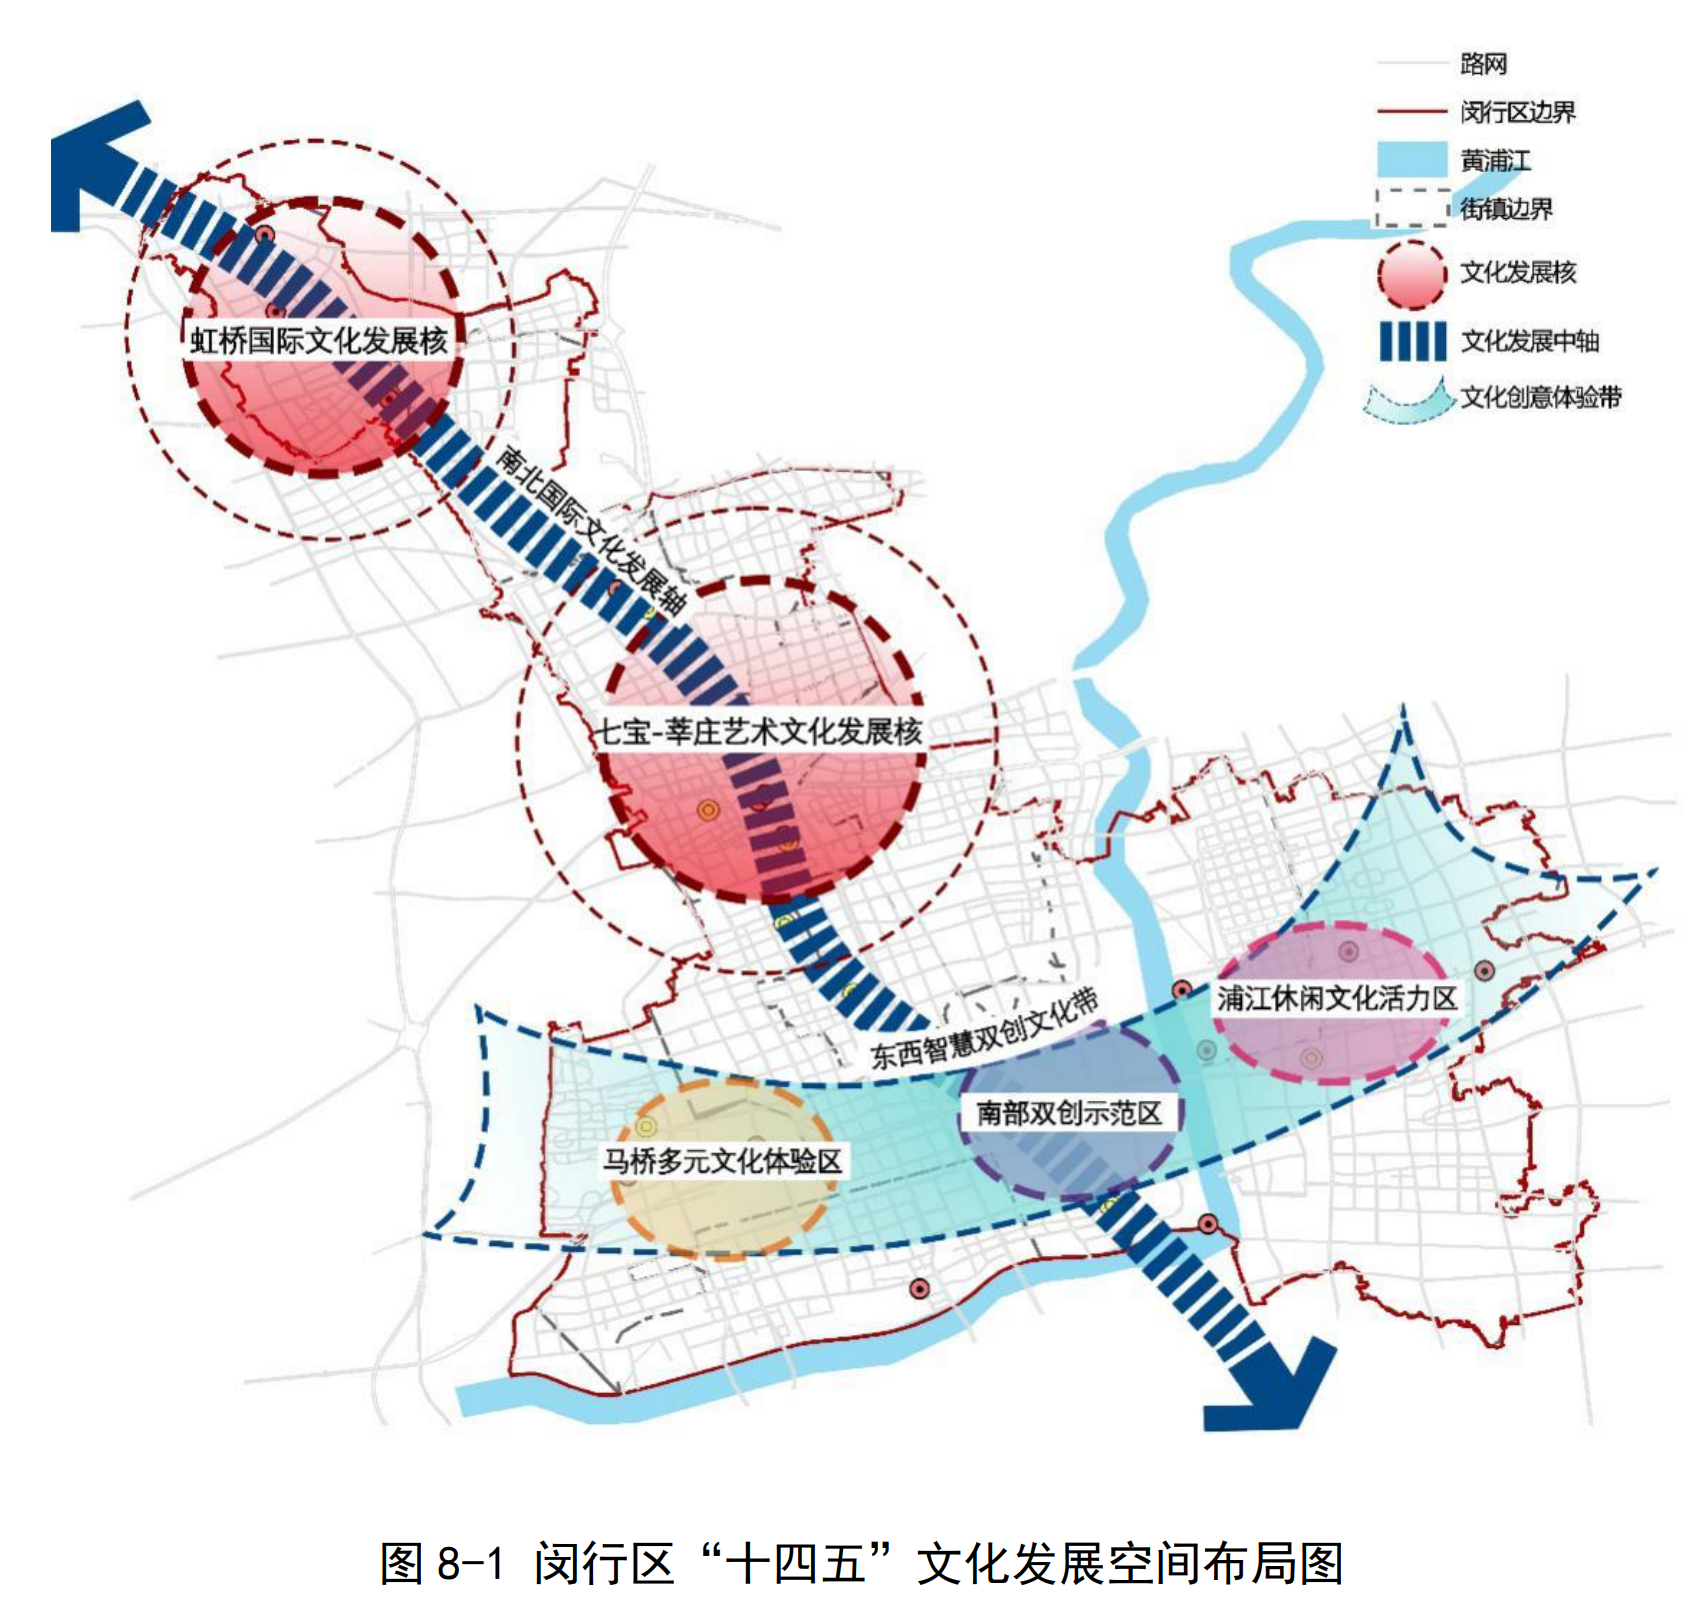 路网
闵行区边界
黄浦江
街镇边界
文化发展核
文化发展中轴
文化创意体验带
虹桥国际文化发展核
南北国际文化发展轴
七宝-莘庄艺术文化发展核
浦江休闲文化活力区
东西智慧双创文化带
南部双创示范区
马桥多元文化体验区
图 8-1 闵行区“十四五”文化发展空间布局图